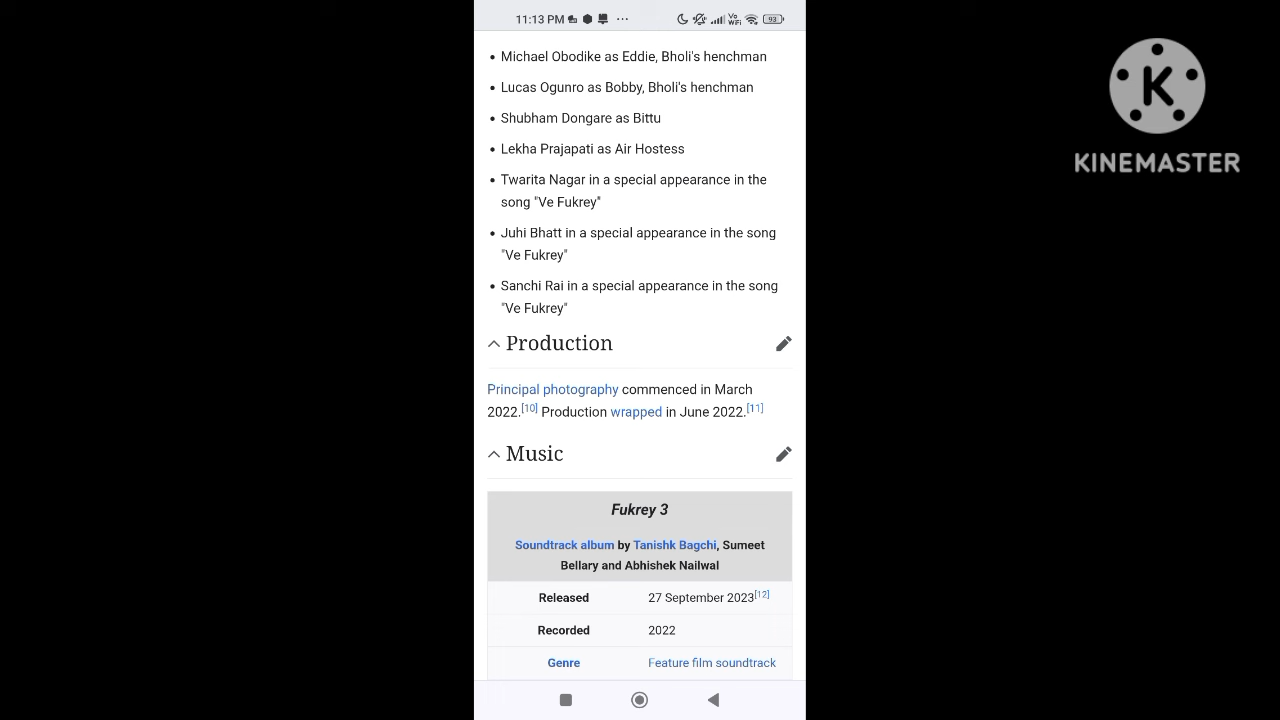 11:13 PM
Vo WiFi
93
K
KINEMASTER
• Michael Obodike as Eddie, Bholi's henchman
• Lucas Ogunro as Bobby, Bholi's henchman
• Shubham Dongare as Bittu
• Lekha Prajapati as Air Hostess
• Twarita Nagar in a special appearance in the
song "Ve Fukrey"
• Juhi Bhatt in a special appearance in the song
"Ve Fukrey"
• Sanchi Rai in a special appearance in the song
"Ve Fukrey"
Production
Principal photography commenced in March
2022.[10] Production wrapped in June 2022.[11]
Music
Fukrey 3
Soundtrack album by Tanishk Bagchi, Sumeet
Bellary and Abhishek Nailwal
Released 27 September 2023[12]
Recorded 2022
Genre Feature film soundtrack